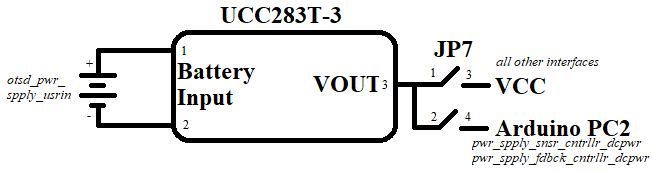 UCC283T-3
JP7
+
1
all other interfaces
otsd_pwr_
spply_usrin
Battery
Input
VOUT 3
1
3
VCC
-
2
2
4
Arduino PC2
pwr_spply_snsr_cntrllr_dcpwr
pwr_spply_fdbck_cntrllr_dcpwr